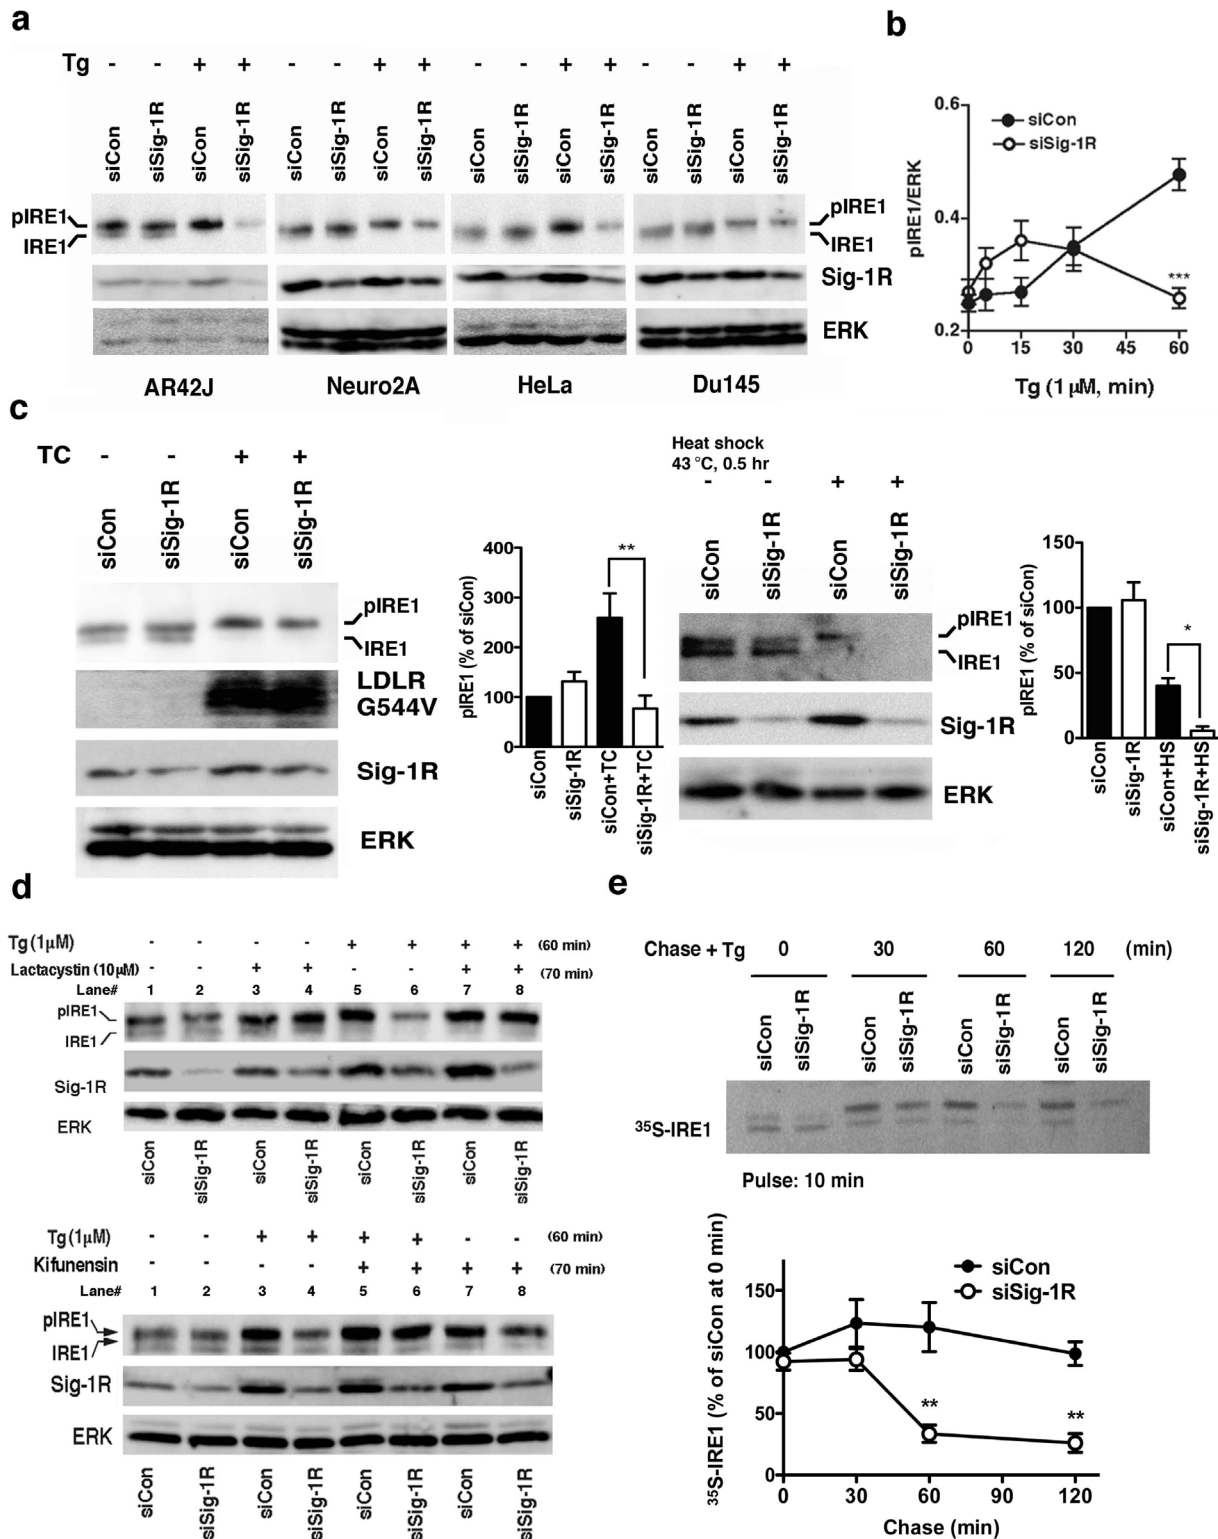 a
Tg - - + + - - + + - - + + - - + +
siCon siSig-1R siCon siSig-1R siCon siSig-1R siCon siSig-1R siCon siSig-1R siCon siSig-1R siCon siSig-1R siCon siSig-1R
pIRE1
IRE1
pIRE1
IRE1
Sig-1R
ERK
AR42J Neuro2A HeLa Du145
b
0.6
0.4
0.2
pIRE1/ERK
siCon
siSig-1R
***
0 15 30 45 60
Tg (1 μM, min)
c
TC - - + +
siCon siSig-1R siCon siSig-1R
pIRE1
IRE1
LDLR
G544V
Sig-1R
ERK
400
300
200
100
0
pIRE1 (% of siCon)
**
siCon siSig-1R siCon+TC siSig-1R+TC
Heat shock
43 °C, 0.5 hr
- - + +
siCon siSig-1R siCon siSig-1R
pIRE1
IRE1
Sig-1R
ERK
150
100
50
0
pIRE1 (% of siCon)
*
siCon siSig-1R siCon+HS siSig-1R+HS
d
Tg (1μM) - - - - + + + + (60 min)
Lactacystin (10μM) - - + + - - + + (70 min)
Lane# 1 2 3 4 5 6 7 8
pIRE1
IRE1
Sig-1R
ERK
siCon siSig-1R siCon siSig-1R siCon siSig-1R siCon siSig-1R
Tg (1μM) - - + + + + - - (60 min)
Kifunensin - - - - + + + + (70 min)
Lane# 1 2 3 4 5 6 7 8
pIRE1
IRE1
Sig-1R
ERK
siCon siSig-1R siCon siSig-1R siCon siSig-1R siCon siSig-1R
e
Chase + Tg 0 30 60 120 (min)
siCon siSig-1R siCon siSig-1R siCon siSig-1R siCon siSig-1R
³⁵S-IRE1
Pulse: 10 min
150
100
50
0
³⁵S-IRE1 (% of siCon at 0 min)
siCon
siSig-1R
** **
0 30 60 90 120
Chase (min)